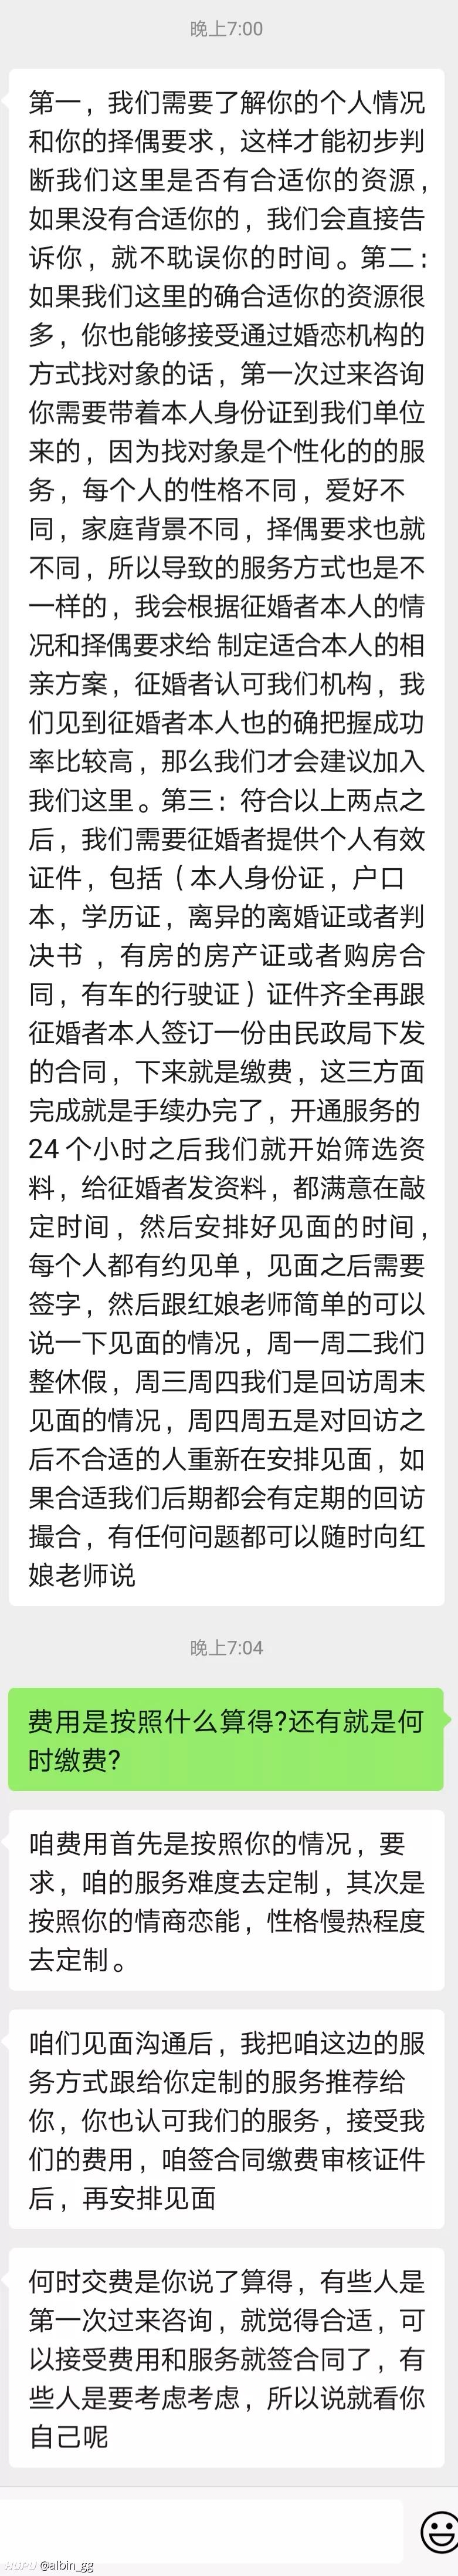 晚上7:00
第一，我们需要了解你的个人情况
和你的择偶要求，这样才能初步判
断我们这里是否有合适你的资源，
如果没有合适你的，我们会直接告
诉你，就不耽误你的时间。第二：
如果我们这里的确合适你的资源很
多，你也能够接受通过婚恋机构的
方式找对象的话，第一次过来咨询
你需要带着本人身份证到我们单位
来的，因为找对象是个性化的的服
务，每个人的性格不同，爱好不
同，家庭背景不同，择偶要求也就
不同，所以导致的服务方式也是不
一样的，我会根据征婚者本人的情
况和择偶要求给 制定适合本人的相
亲方案，征婚者认可我们机构，我
们见到征婚者本人也的确把握成功
率比较高，那么我们才会建议加入
我们这里。第三：符合以上两点之
后，我们需要征婚者提供个人有效
证件，包括（本人身份证，户口
本，学历证，离异的离婚证或者判
决书 ，有房的房产证或者购房合
同，有车的行驶证）证件齐全再跟
征婚者本人签订一份由民政局下发
的合同，下来就是缴费，这三方面
完成就是手续办完了，开通服务的
24个小时之后我们就开始筛选资
料，给征婚者发资料，都满意在敲
定时间，然后安排好见面的时间，
每个人都有约见单，见面之后需要
签字，然后跟红娘老师简单的可以
说一下见面的情况，周一周二我们
整休假，周三周四我们是回访周末
见面的情况，周四周五是对回访之
后不合适的人重新在安排见面，如
果合适我们后期都会有定期的回访
撮合，有任何问题都可以随时向红
娘老师说
晚上7:04
费用是按照什么算得?还有就是何
时缴费?
咱费用首先是按照你的情况，要
求，咱的服务难度去定制，其次是
按照你的情商恋能，性格慢热程度
去定制。
咱们见面沟通后，我把咱这边的服
务方式跟给你定制的服务推荐给
你，你也认可我们的服务，接受我
们的费用，咱签合同缴费审核证件
后，再安排见面
何时交费是你说了算得，有些人是
第一次过来咨询，就觉得合适，可
以接受费用和服务就签合同了，有
些人是要考虑考虑，所以说就看你
自己呢
HUPU @albin_gg